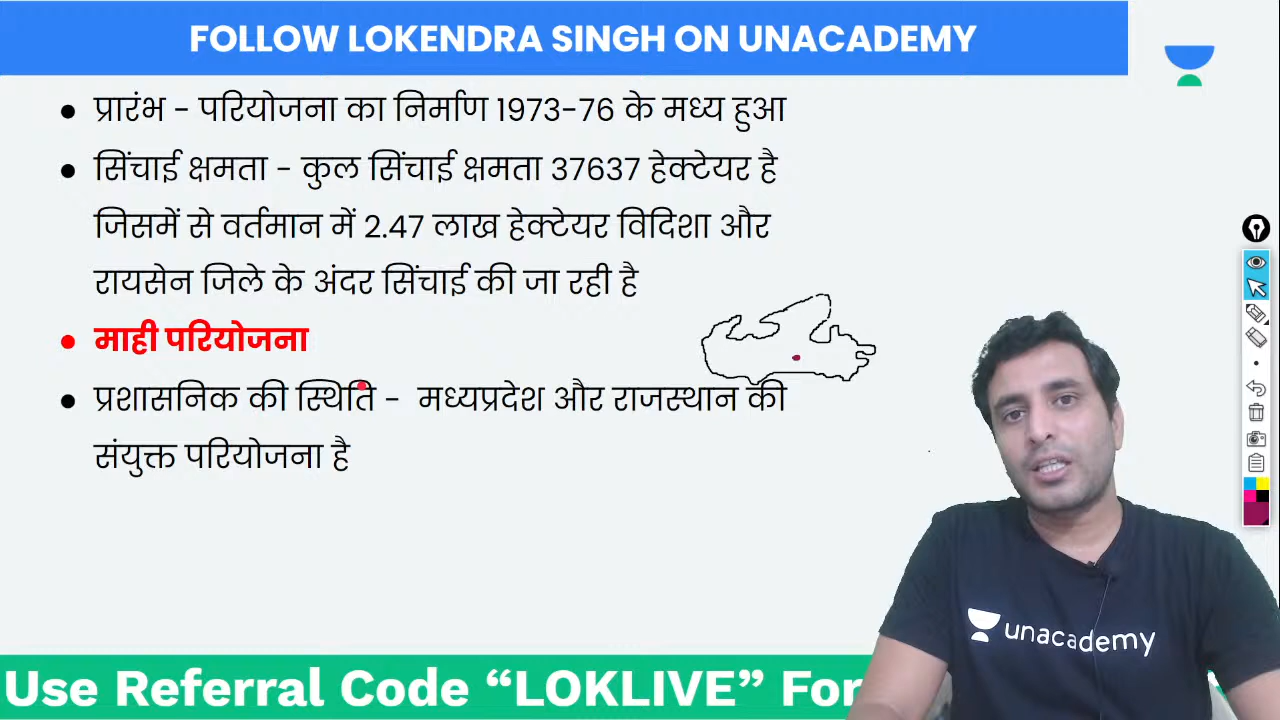 FOLLOW LOKENDRA SINGH ON UNACADEMY
• प्रारंभ - परियोजना का निर्माण 1973-76 के मध्य हुआ
• सिंचाई क्षमता - कुल सिंचाई क्षमता 37637 हेक्टेयर है
जिसमें से वर्तमान में 2.47 लाख हेक्टेयर विदिशा और
रायसेन जिले के अंदर सिंचाई की जा रही है
• माही परियोजना
• प्रशासनिक की स्थिति - मध्यप्रदेश और राजस्थान की
संयुक्त परियोजना है
unacademy
Use Referral Code “LOKLIVE” For